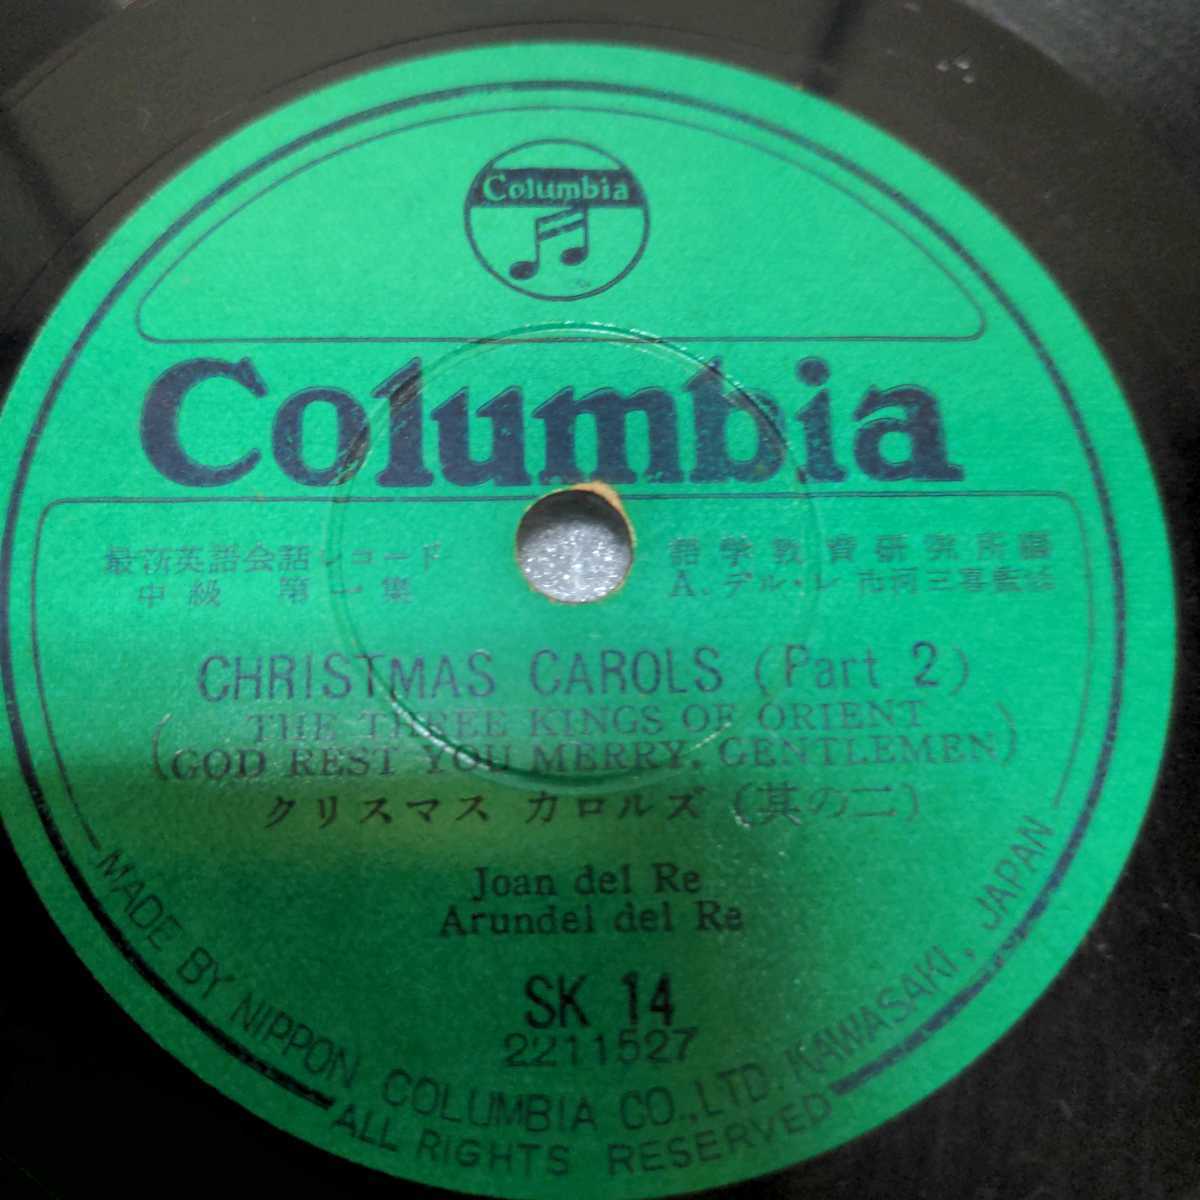 Columbia
Columbia
最新英語会話レコード
中級 第一集
語学教育研究所編
A.デル・レ 市河三喜監修
CHRISTMAS CAROLS (Part 2)
(THE THREE KINGS OF ORIENT
GOD REST YOU MERRY, GENTLEMEN)
クリスマス カロルズ (其の二)
Joan del Re
Arundel del Re
SK 14
2211527
MADE BY NIPPON COLUMBIA CO., LTD. KAWASAKI, JAPAN
ALL RIGHTS RESERVED